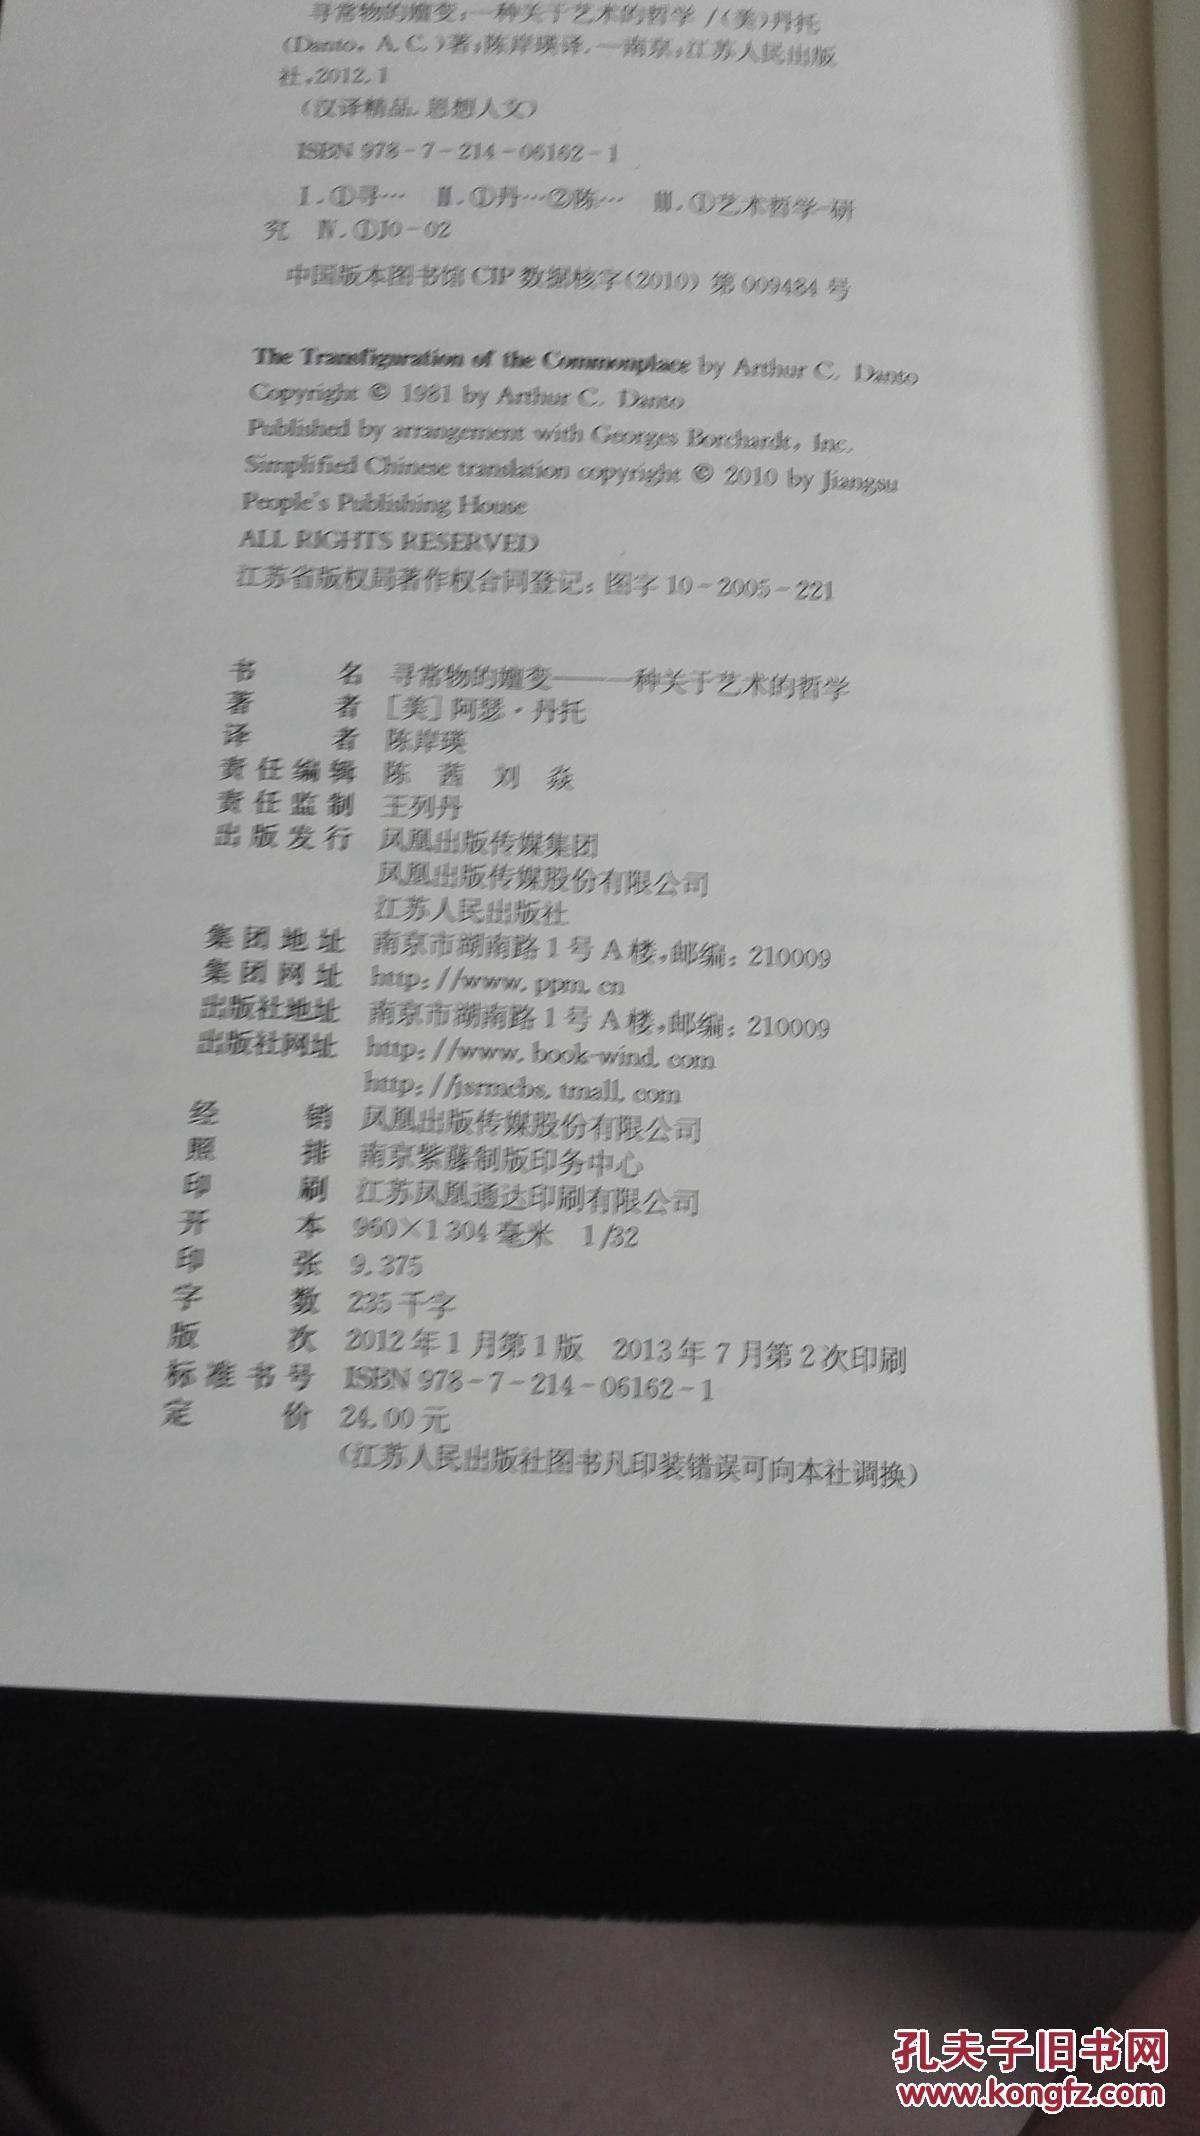 寻常物的嬗变:一种关于艺术的哲学/(美)丹托
(Danto, A. C.)著;陈岸瑛译.—南京:江苏人民出版
社,2012.1
(汉译精品.思想人文)
ISBN 978-7-214-06162-1
Ⅰ.①寻… Ⅱ.①丹…②陈… Ⅲ.①艺术哲学-研
究 Ⅳ.①J0-02
中国版本图书馆CIP数据核字(2010)第009484号
The Transfiguration of the Commonplace by Arthur C. Danto
Copyright © 1981 by Arthur C. Danto
Published by arrangement with Georges Borchardt, Inc.
Simplified Chinese translation copyright © 2010 by Jiangsu
People's Publishing House
ALL RIGHTS RESERVED
江苏省版权局著作权合同登记:图字10-2005-221
书名 寻常物的嬗变——一种关于艺术的哲学
著者 [美]阿瑟·丹托
译者 陈岸瑛
责任编辑 陈 茜 刘 焱
责任监制 王列丹
出版发行 凤凰出版传媒集团
凤凰出版传媒股份有限公司
江苏人民出版社
集团地址 南京市湖南路1号A楼,邮编:210009
集团网址 http://www.ppm.cn
出版社地址 南京市湖南路1号A楼,邮编:210009
出版社网址 http://www.book-wind.com
http://jsrmcbs.tmall.com
经销 凤凰出版传媒股份有限公司
照排 南京紫藤制版印务中心
印刷 江苏凤凰通达印刷有限公司
开本 960×1304毫米 1/32
印张 9.375
字数 235千字
版次 2012年1月第1版 2013年7月第2次印刷
标准书号 ISBN 978-7-214-06162-1
定价 24.00元
(江苏人民出版社图书凡印装错误可向本社调换)
孔夫子旧书网
www.kongfz.com